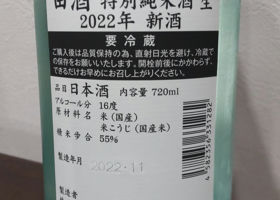 田酒 特別純米酒 生
2022年 新酒
要冷蔵
ご購入後は品質保持の為、直射日光を避け、冷蔵で
の保存をお願いいたします。開栓前後にかかわらず、
できるだけお早めにお召し上がりください。
品目 日本酒 内容量 720ml
アルコール分 16度
原材料名 米(国産)
米こうじ(国産米)
精米歩合 55%
製造年月
2022.11
製造者
4582354331282